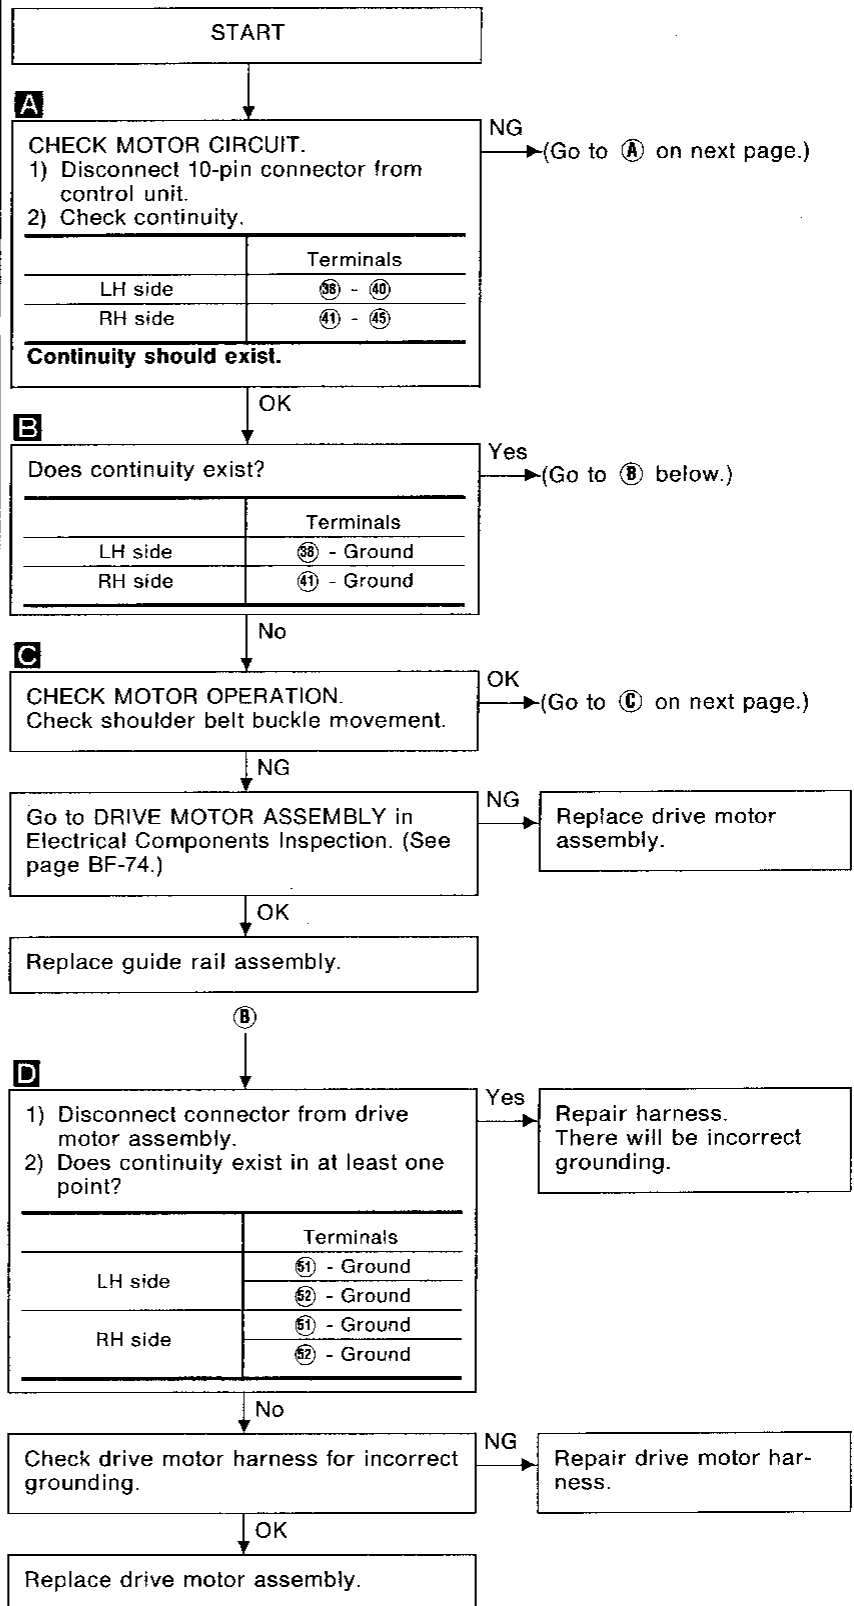 START
A
CHECK MOTOR CIRCUIT.
1) Disconnect 10-pin connector from
control unit.
2) Check continuity.
Terminals
LH side 38 - 40
RH side 41 - 45
Continuity should exist.
NG
(Go to A on next page.)
OK
B
Does continuity exist?
Terminals
LH side 38 - Ground
RH side 41 - Ground
Yes
(Go to B below.)
No
C
CHECK MOTOR OPERATION.
Check shoulder belt buckle movement.
OK
(Go to C on next page.)
NG
Go to DRIVE MOTOR ASSEMBLY in
Electrical Components Inspection. (See
page BF-74.)
NG
Replace drive motor
assembly.
OK
Replace guide rail assembly.
B
D
1) Disconnect connector from drive
motor assembly.
2) Does continuity exist in at least one
point?
Terminals
LH side
51 - Ground
52 - Ground
RH side
51 - Ground
52 - Ground
Yes
Repair harness.
There will be incorrect
grounding.
No
Check drive motor harness for incorrect
grounding.
NG
Repair drive motor har-
ness.
OK
Replace drive motor assembly.